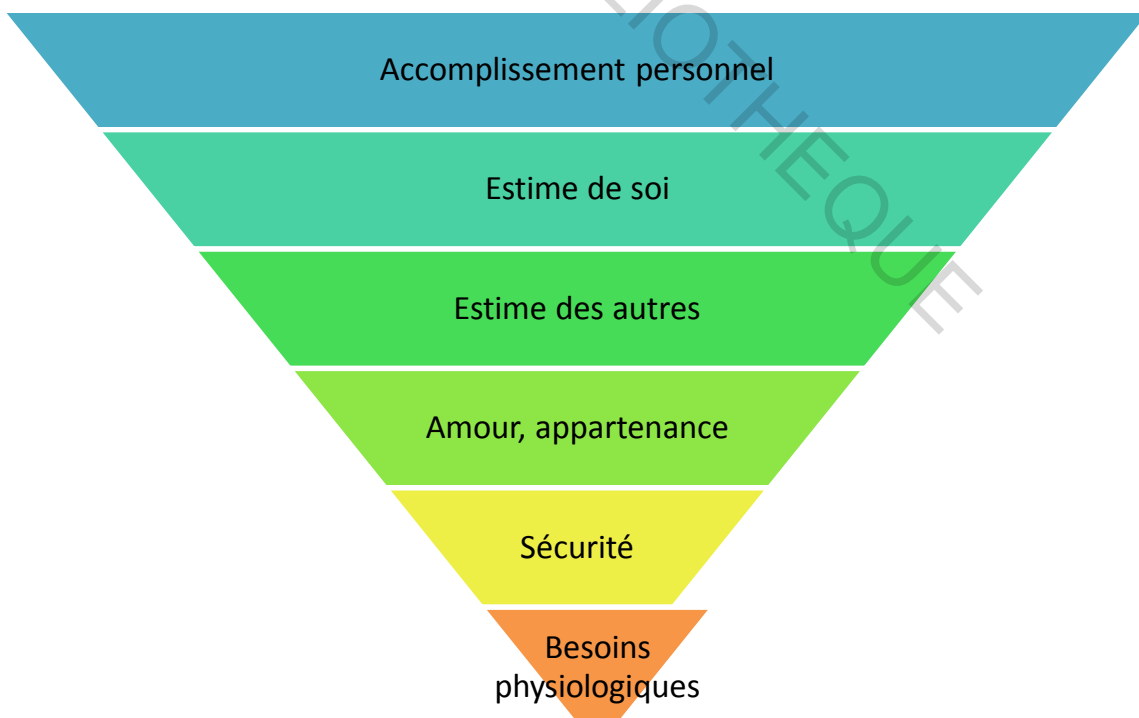 Accomplissement personnel
Estime de soi
Estime des autres
Amour, appartenance
Sécurité
Besoins
physiologiques